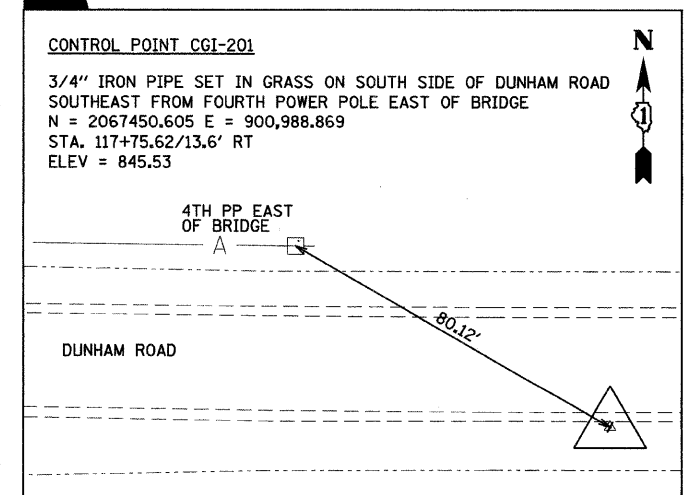 CONTROL POINT CGI-201
N
3/4" IRON PIPE SET IN GRASS ON SOUTH SIDE OF DUNHAM ROAD
SOUTHEAST FROM FOURTH POWER POLE EAST OF BRIDGE
N = 2067450.605 E = 900,988.869
STA. 117+75.62/13.6' RT
ELEV = 845.53
1
4TH PP EAST
OF BRIDGE
A
80.12'
DUNHAM ROAD